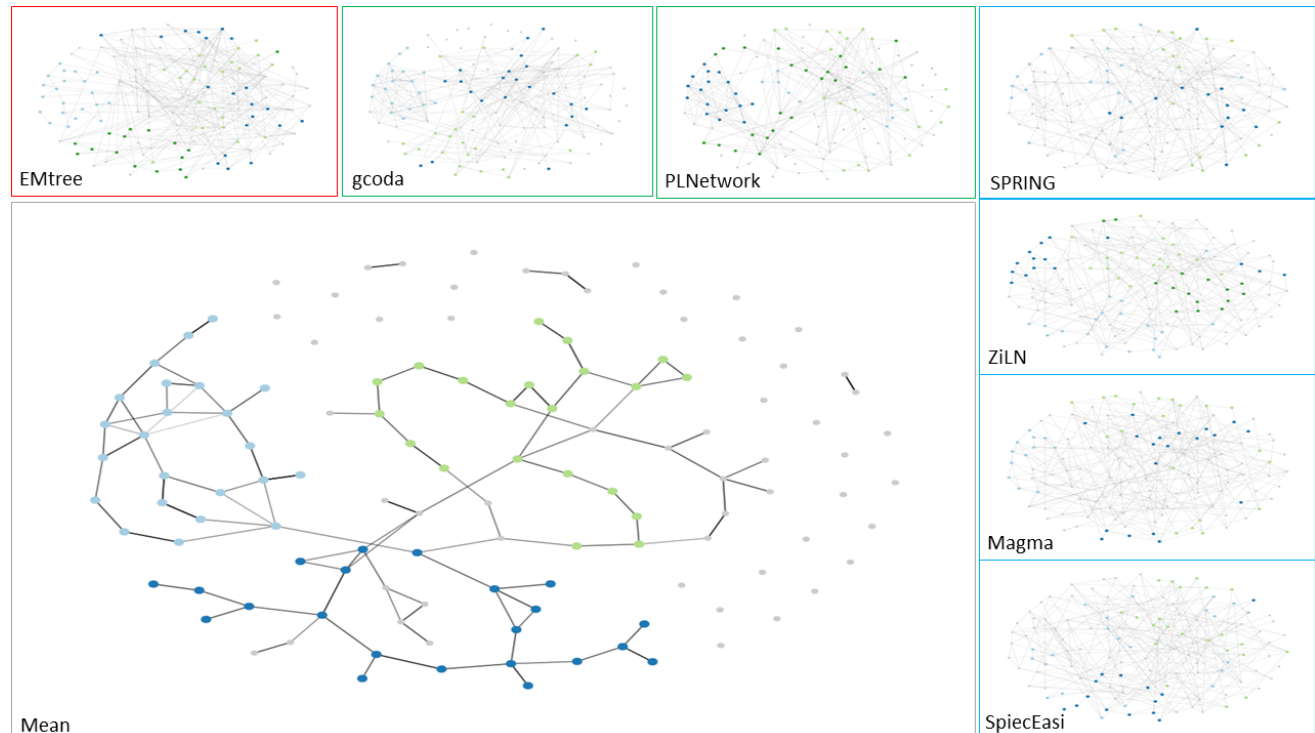 EMtree
gcoda
PLNetwork
SPRING
ZiLN
Magma
SpiecEasi
Mean